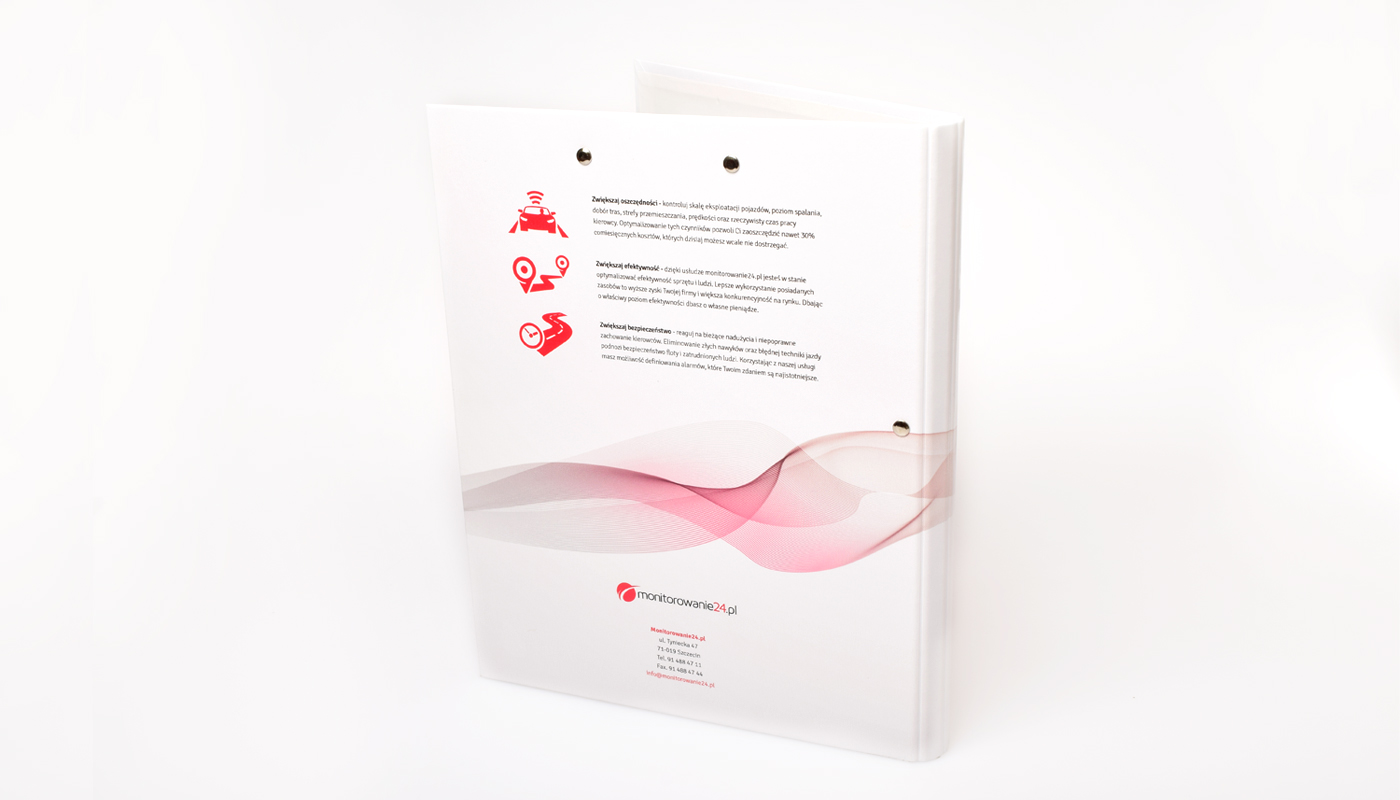 Zwiększaj oszczędności - kontroluj skalę eksploatacji pojazdów, poziom spalania,
dobór tras, strefy przemieszczania, prędkości oraz rzeczywisty czas pracy
kierowcy. Optymalizowanie tych czynników pozwoli Ci zaoszczędzić nawet 30%
comiesięcznych kosztów, których dzisiaj możesz wcale nie dostrzegać.
Zwiększaj efektywność - dzięki usłudze monitorowanie24.pl jesteś w stanie
optymalizować efektywność sprzętu i ludzi. Lepsze wykorzystanie posiadanych
zasobów to wyższe zyski Twojej firmy i większa konkurencyjność na rynku. Dbając
o właściwy poziom efektywności dbasz o własne pieniądze.
Zwiększaj bezpieczeństwo - reaguj na bieżące nadużycia i niepoprawne
zachowanie kierowców. Eliminowanie złych nawyków oraz błędnej techniki jazdy
podnosi bezpieczeństwo floty i zatrudnionych ludzi. Korzystając z naszej usługi
masz możliwość definiowania alarmów, które Twoim zdaniem są najistotniejsze.
monitorowanie24.pl
Monitorowanie24.pl
ul. Tyniecka 47
71-019 Szczecin
Tel. 91 488 47 11
Fax. 91 488 47 44
info@monitorowanie24.pl